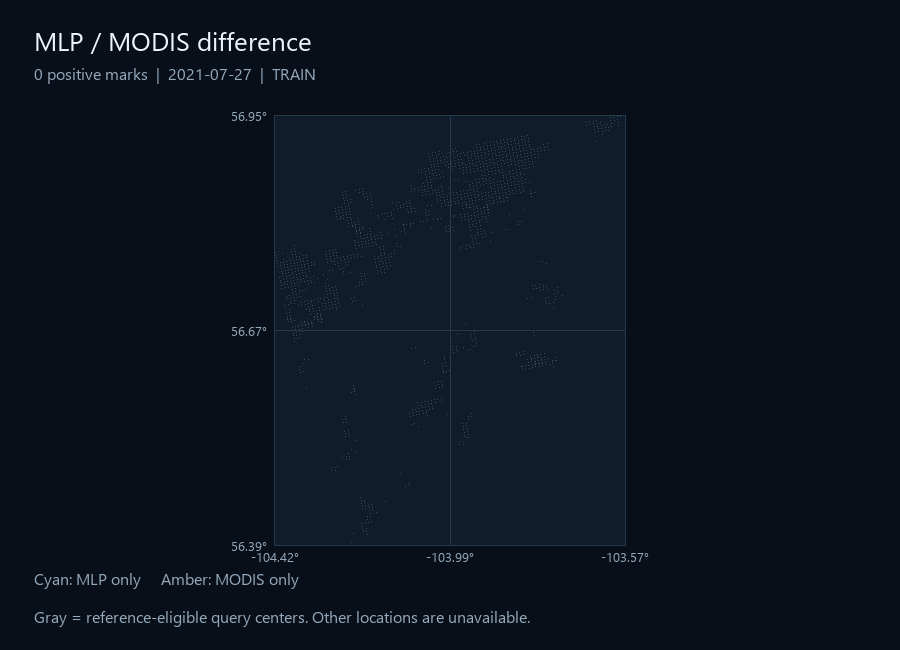 MLP / MODIS difference
0 positive marks | 2021-07-27 | TRAIN
56.95°
56.67°
56.39°
-104.42° -103.99° -103.57°
Cyan: MLP only Amber: MODIS only
Gray = reference-eligible query centers. Other locations are unavailable.